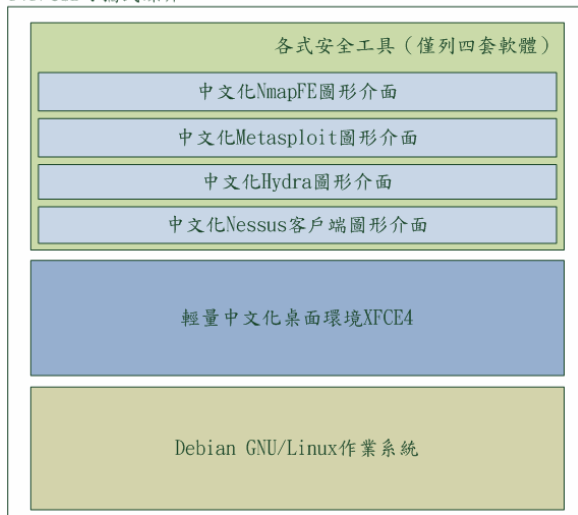 各式安全工具（僅列四套軟體）
中文化NmapFE圖形介面
中文化Metasploit圖形介面
中文化Hydra圖形介面
中文化Nessus客戶端圖形介面
輕量中文化桌面環境XFCE4
Debian GNU/Linux作業系統